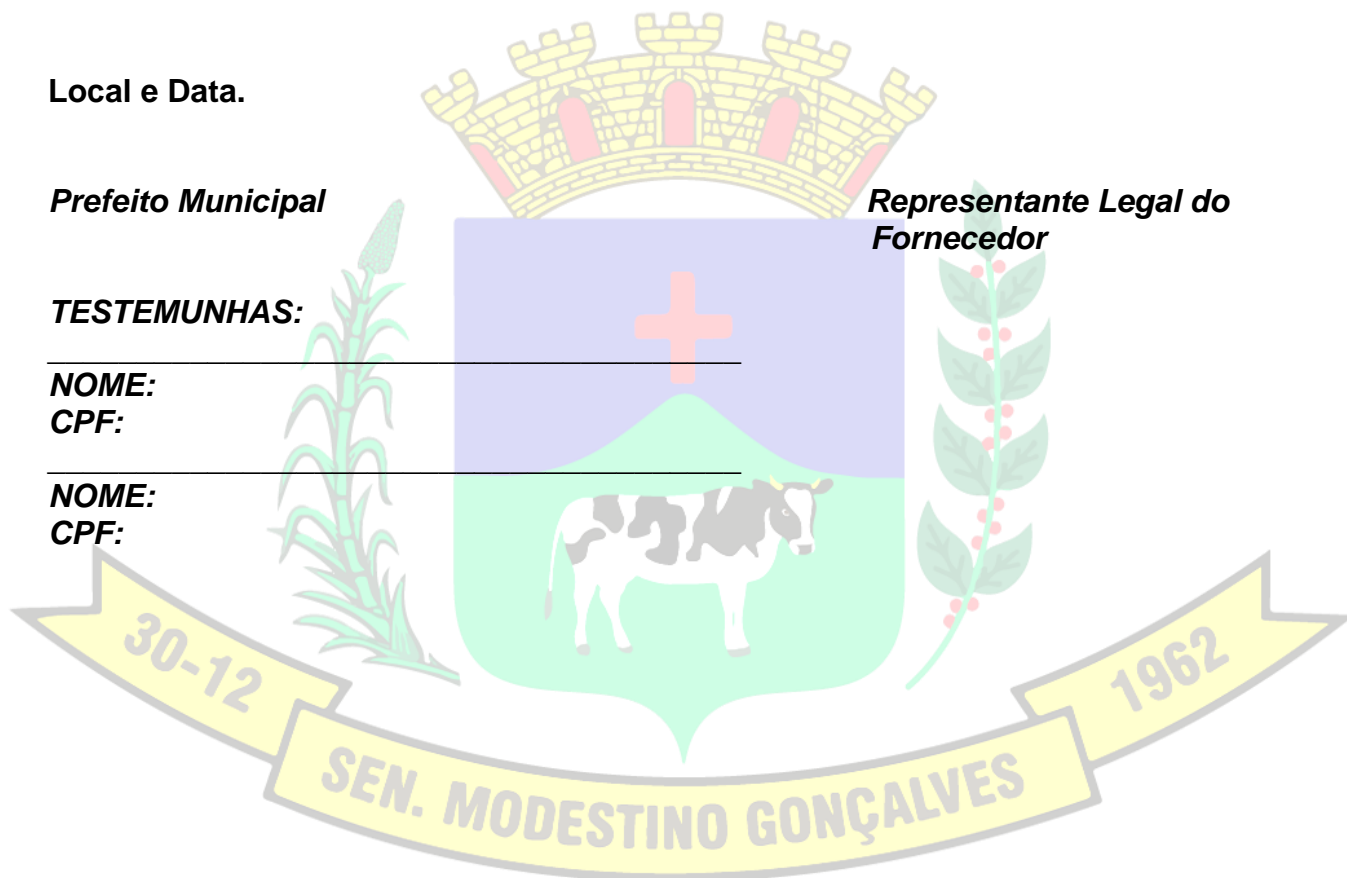 Local e Data.
Prefeito Municipal
Representante Legal do
Fornecedor
TESTEMUNHAS:
NOME:
CPF:
NOME:
CPF:
30-12
1962
SEN. MODESTINO GONÇALVES